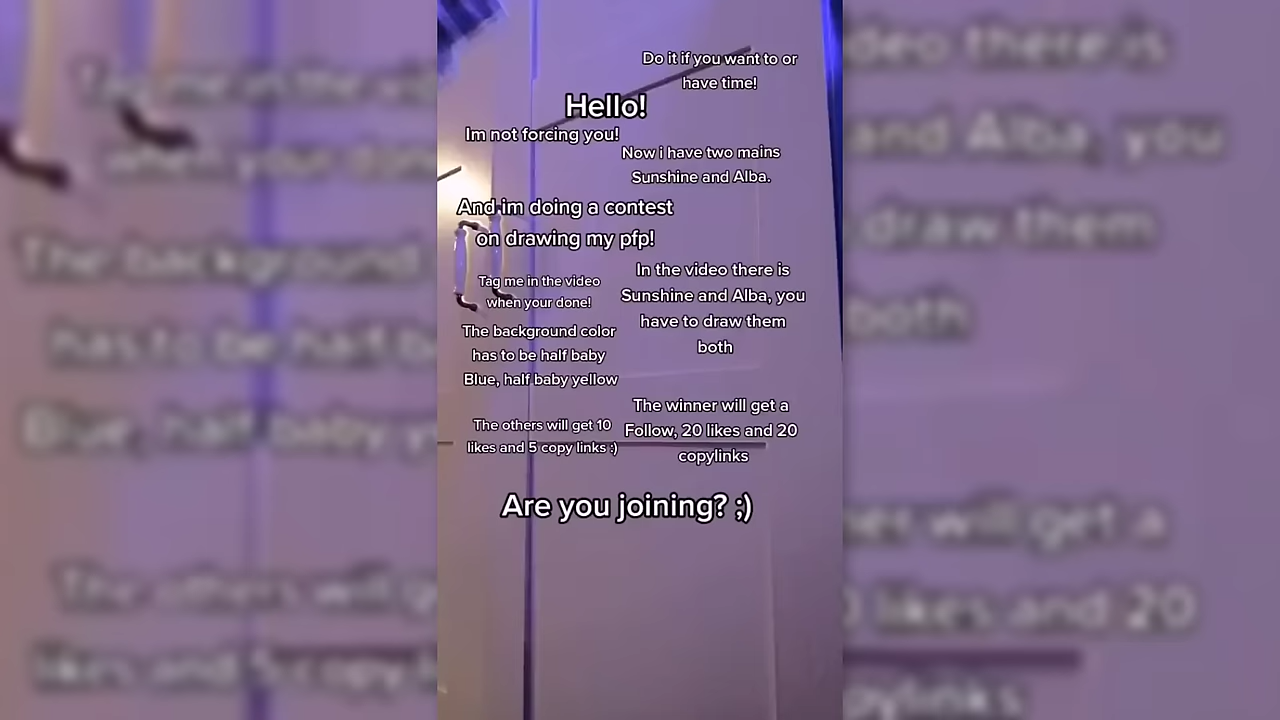 Do it if you want to or
have time!
Hello!
Im not forcing you!
Now i have two mains
Sunshine and Alba.
And im doing a contest
on drawing my pfp!
In the video there is
Sunshine and Alba, you
have to draw them
both
Tag me in the video
when your done!
The background color
has to be half baby
Blue, half baby yellow
The winner will get a
Follow, 20 likes and 20
copylinks
The others will get 10
likes and 5 copy links :)
Are you joining? ;)